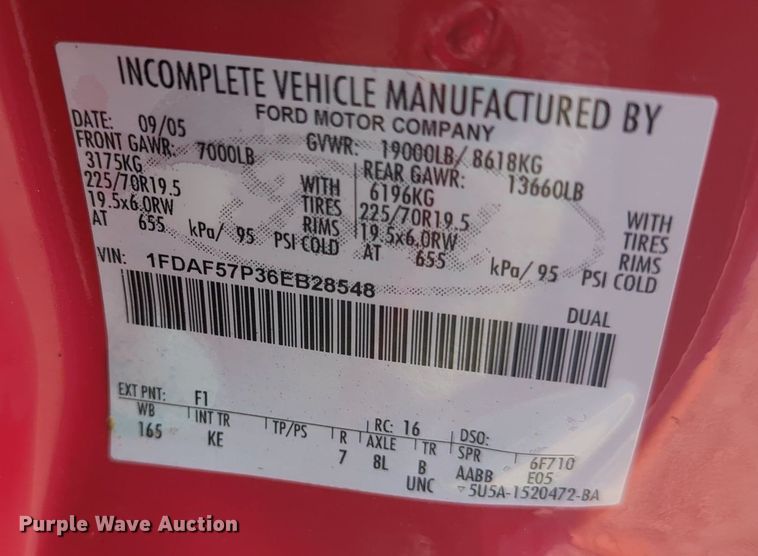 INCOMPLETE VEHICLE MANUFACTURED BY
FORD MOTOR COMPANY
DATE: 09/05 GVWR: 19000LB/ 8618KG
FRONT GAWR: 7000LB REAR GAWR: 13660LB
3175KG WITH 6196KG WITH
225/70R19.5 TIRES 225/70R19.5 TIRES
19.5x6.0RW RIMS 19.5x6.0RW RIMS
AT 655 kPa/ 95 PSI COLD AT 655 kPa/ 95 PSI COLD
VIN: 1FDAF57P36EB28548
DUAL
EXT PNT: F1 RC: 16 DSO:
WB INT TR TP/PS R AXLE TR SPR 6F710
165 KE 7 8L B AABB E05
UNC ▽5U5A-1520472-BA
Purple Wave Auction